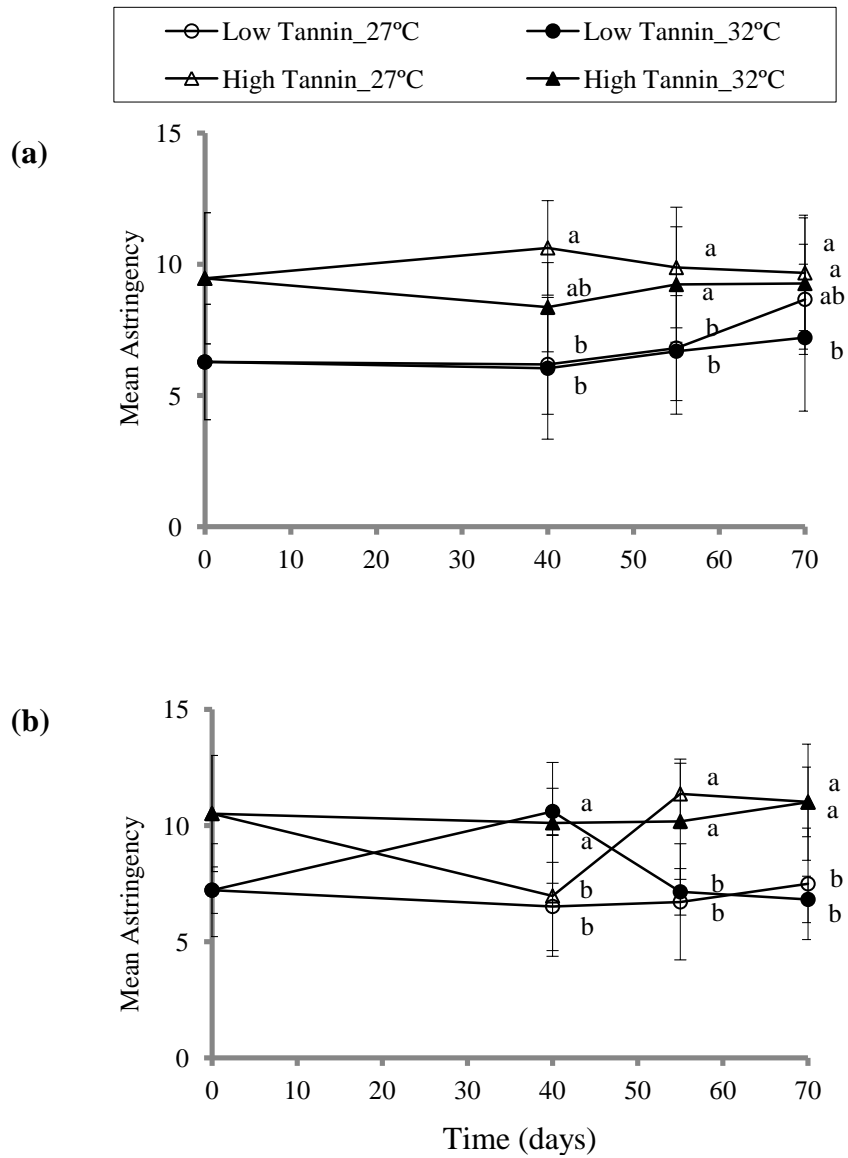 Low Tannin_27ºC Low Tannin_32ºC
High Tannin_27ºC High Tannin_32ºC
(a)
Mean Astringency
15
10
5
0
a
ab
b
b
a
a
b
b
a
a
ab
b
0 10 20 30 40 50 60 70
(b)
Mean Astringency
15
10
5
0
a
a
b
b
a
a
b
b
a
a
b
b
0 10 20 30 40 50 60 70
Time (days)